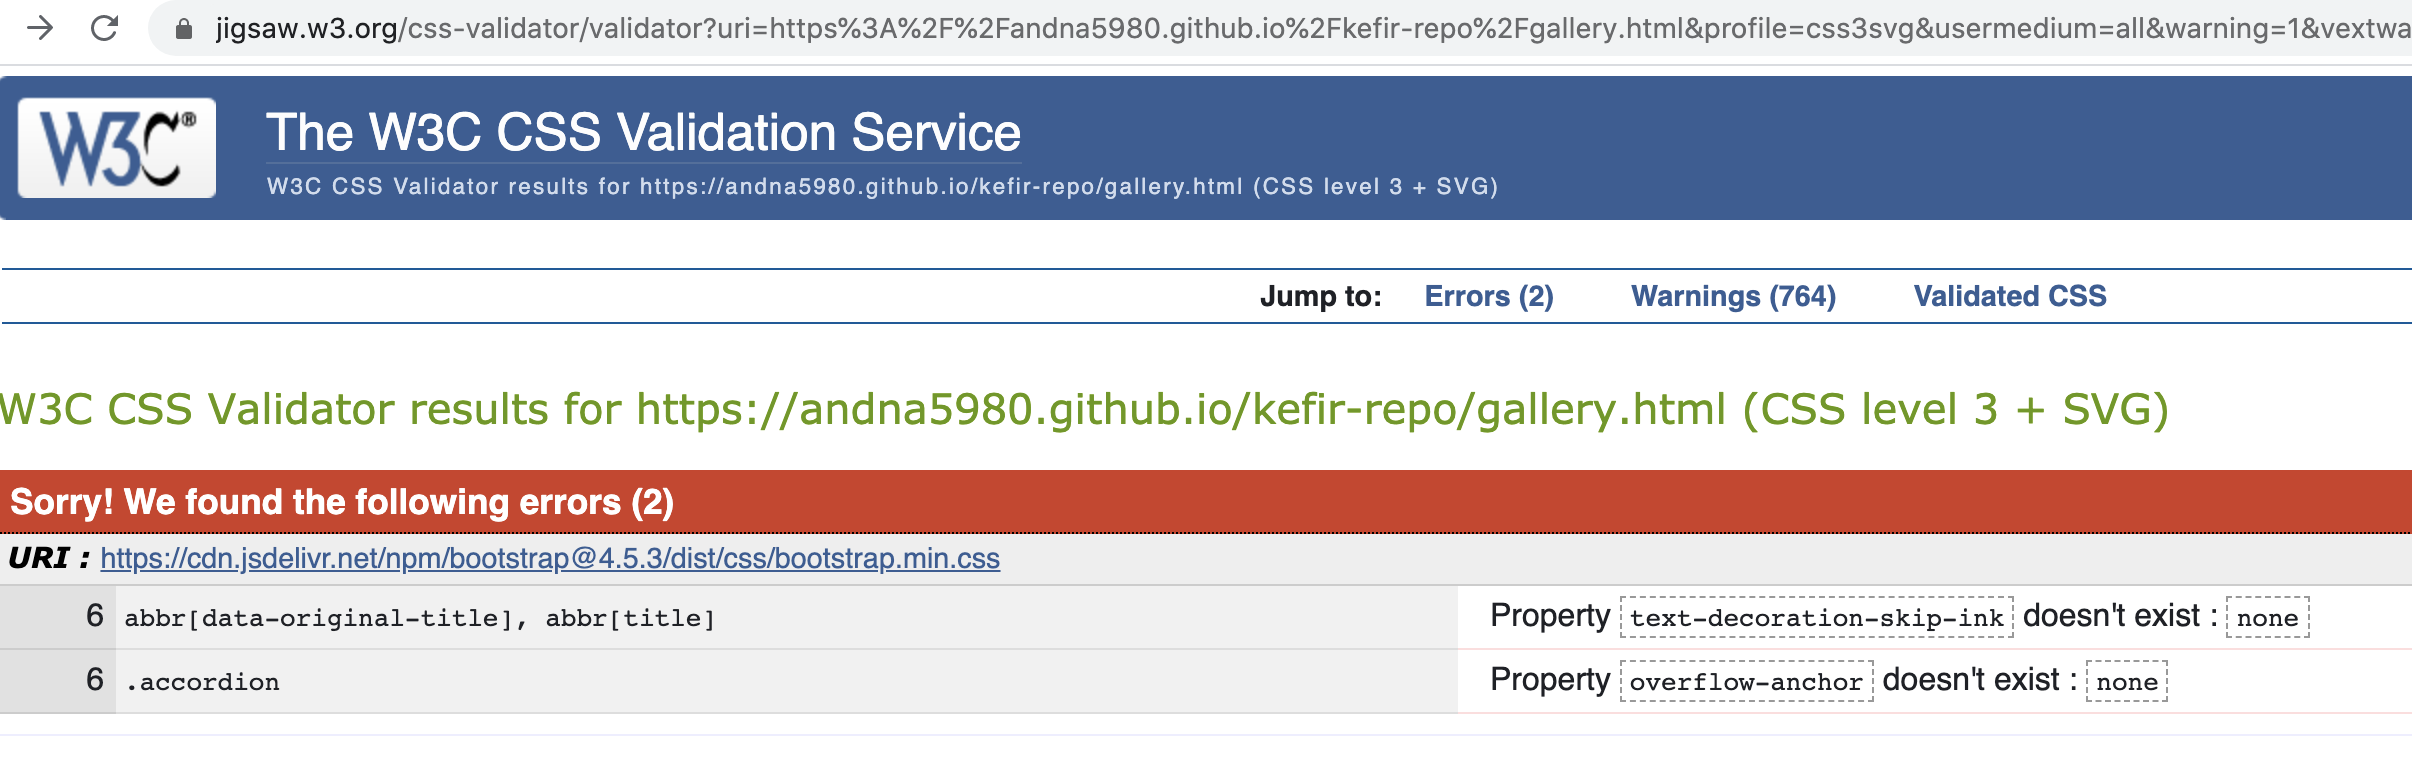 jigsaw.w3.org/css-validator/validator?uri=https%3A%2F%2Fandna5980.github.io%2Fkefir-repo%2Fgallery.html&profile=css3svg&usermedium=all&warning=1&vextwa
W3C®
The W3C CSS Validation Service
W3C CSS Validator results for https://andna5980.github.io/kefir-repo/gallery.html (CSS level 3 + SVG)
Jump to: Errors (2) Warnings (764) Validated CSS
W3C CSS Validator results for https://andna5980.github.io/kefir-repo/gallery.html (CSS level 3 + SVG)
Sorry! We found the following errors (2)
URI : https://cdn.jsdelivr.net/npm/bootstrap@4.5.3/dist/css/bootstrap.min.css
6 abbr[data-original-title], abbr[title] Property text-decoration-skip-ink doesn't exist : none
6 .accordion Property overflow-anchor doesn't exist : none